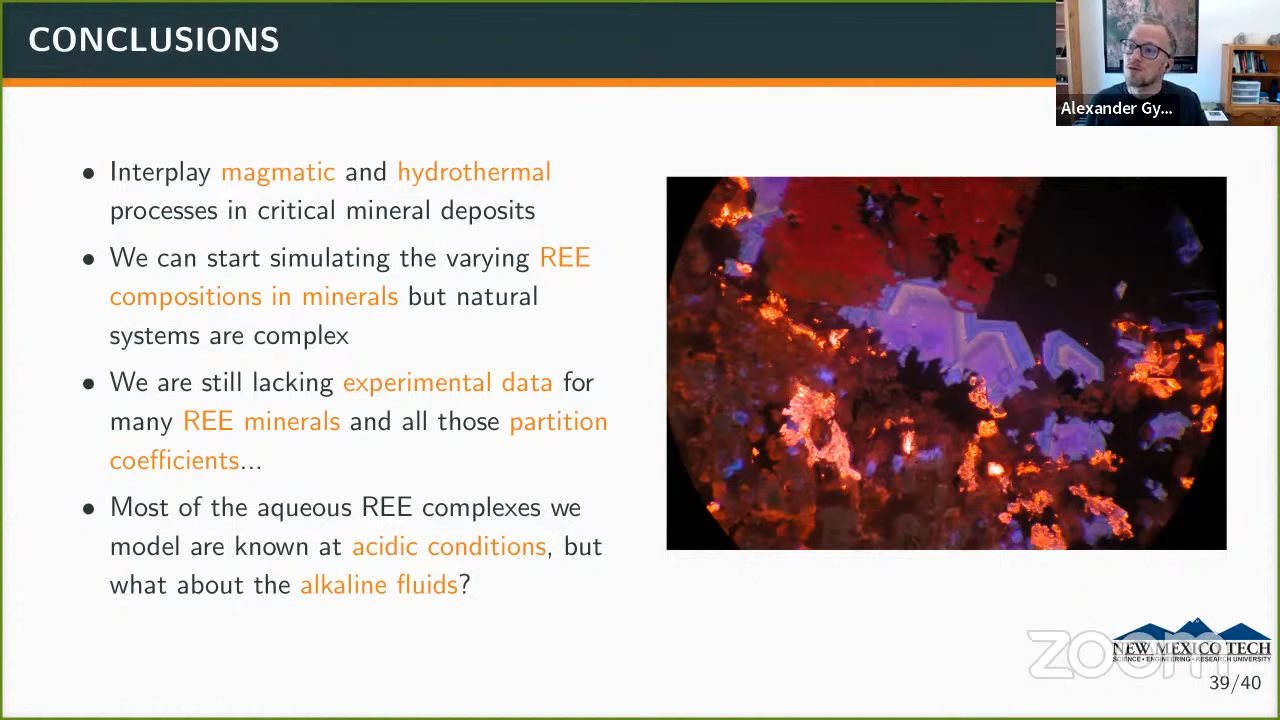 CONCLUSIONS
Alexander Gy...
• Interplay magmatic and hydrothermal
processes in critical mineral deposits
• We can start simulating the varying REE
compositions in minerals but natural
systems are complex
• We are still lacking experimental data for
many REE minerals and all those partition
coefficients...
• Most of the aqueous REE complexes we
model are known at acidic conditions, but
what about the alkaline fluids?
zoom
NEW MEXICO TECH
SCIENCE • ENGINEERING • RESEARCH UNIVERSITY
39/40